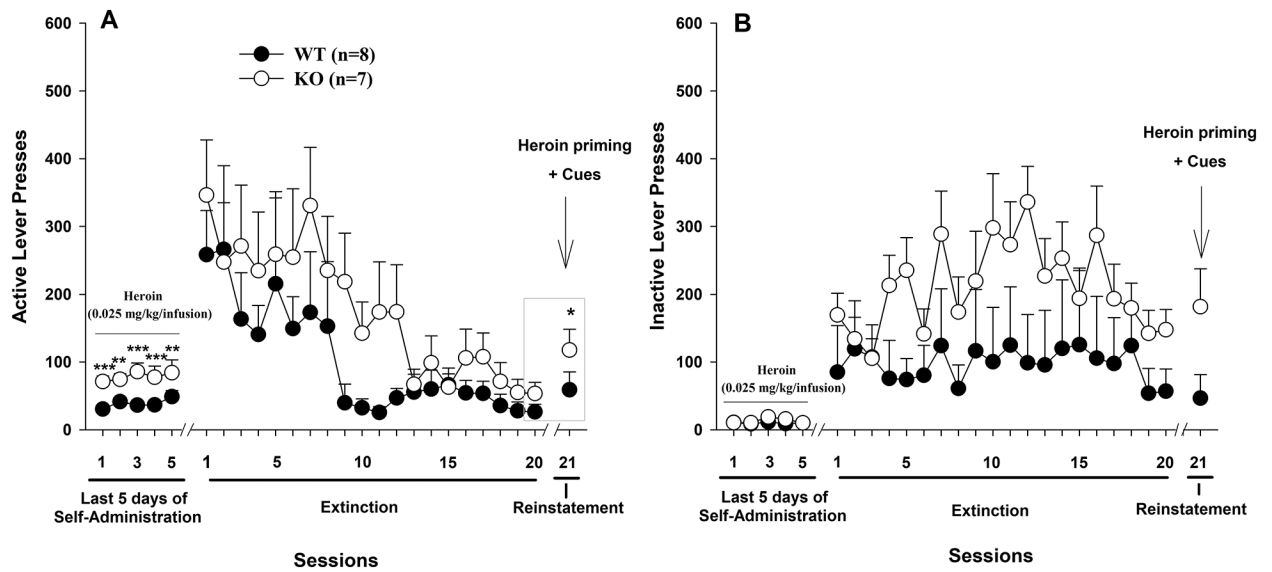 A
600
500
400
300
200
100
0
Active Lever Presses
WT (n=8)
KO (n=7)
Heroin priming
+ Cues
Heroin
(0.025 mg/kg/infusion)
*** ** *** *** **
*
1 3 5 1 5 10 15 20 21
Last 5 days of
Self-Administration
Extinction
Reinstatement
Sessions
B
600
500
400
300
200
100
0
Inactive Lever Presses
Heroin priming
+ Cues
Heroin
(0.025 mg/kg/infusion)
1 3 5 1 5 10 15 20 21
Last 5 days of
Self-Administration
Extinction
Reinstatement
Sessions